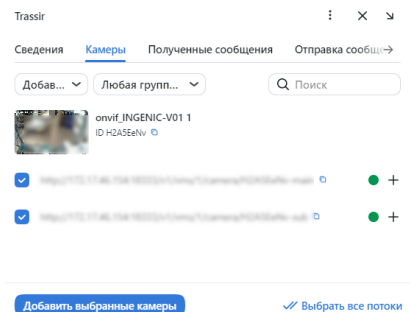 Trassir
Сведения Камеры Полученные сообщения Отправка сообще
Добав... Любая групп... Поиск
onvif_INGENIC-V01 1
ID H2A5EeNv
Добавить выбранные камеры Выбрать все потоки